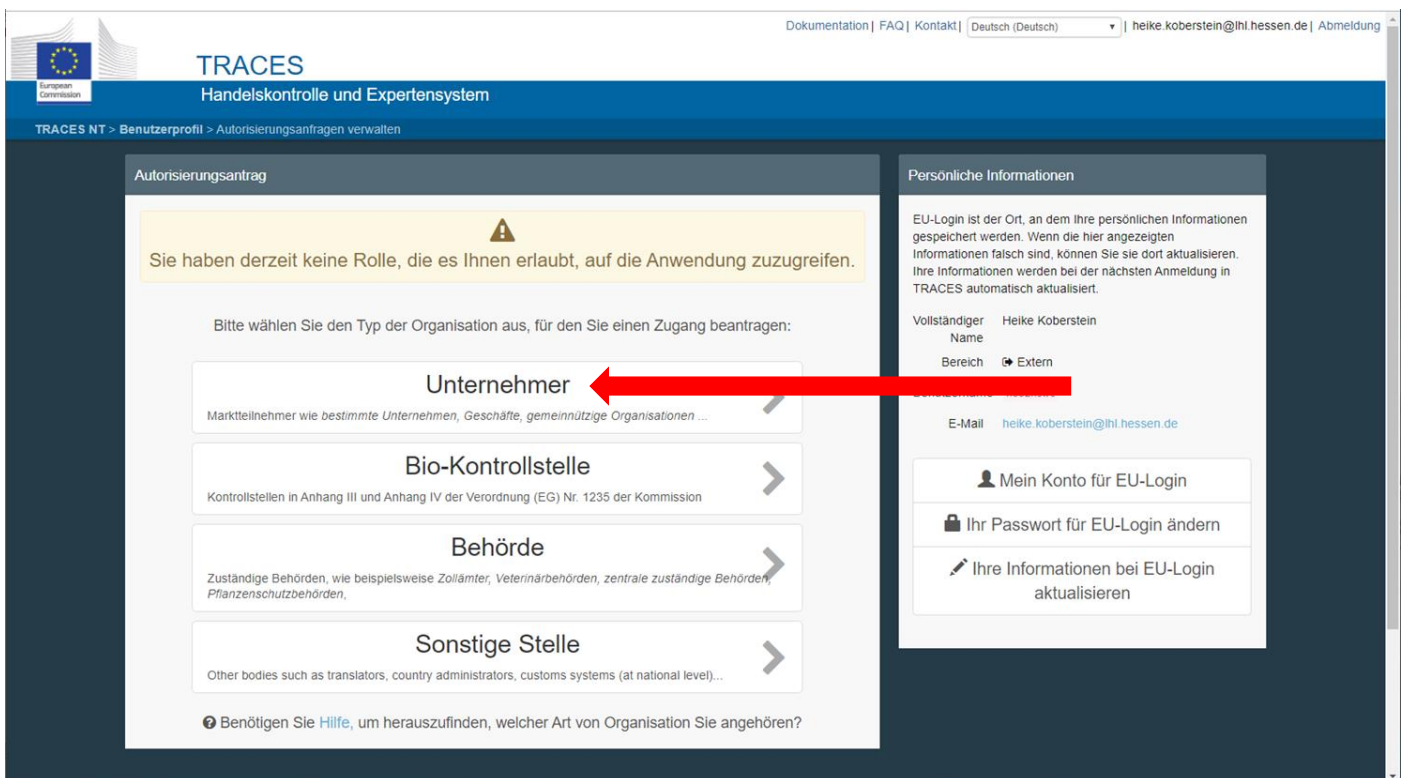 Dokumentation | FAQ | Kontakt | Deutsch (Deutsch) | heike.koberstein@lhl.hessen.de | Abmeldung
European
Commission
TRACES
Handelskontrolle und Expertensystem
TRACES NT > Benutzerprofil > Autorisierungsanfragen verwalten
Autorisierungsantrag
Sie haben derzeit keine Rolle, die es Ihnen erlaubt, auf die Anwendung zuzugreifen.
Bitte wählen Sie den Typ der Organisation aus, für den Sie einen Zugang beantragen:
Unternehmer
Marktteilnehmer wie bestimmte Unternehmen, Geschäfte, gemeinnützige Organisationen ...
Bio-Kontrollstelle
Kontrollstellen in Anhang III und Anhang IV der Verordnung (EG) Nr. 1235 der Kommission
Behörde
Zuständige Behörden, wie beispielsweise Zollämter, Veterinärbehörden, zentrale zuständige Behörden,
Pflanzenschutzbehörden,
Sonstige Stelle
Other bodies such as translators, country administrators, customs systems (at national level)...
Benötigen Sie Hilfe, um herauszufinden, welcher Art von Organisation Sie angehören?
Persönliche Informationen
EU-Login ist der Ort, an dem Ihre persönlichen Informationen
gespeichert werden. Wenn die hier angezeigten
Informationen falsch sind, können Sie sie dort aktualisieren.
Ihre Informationen werden bei der nächsten Anmeldung in
TRACES automatisch aktualisiert.
Vollständiger Heike Koberstein
Name
Bereich Extern
E-Mail heike.koberstein@lhl.hessen.de
Mein Konto für EU-Login
Ihr Passwort für EU-Login ändern
Ihre Informationen bei EU-Login
aktualisieren